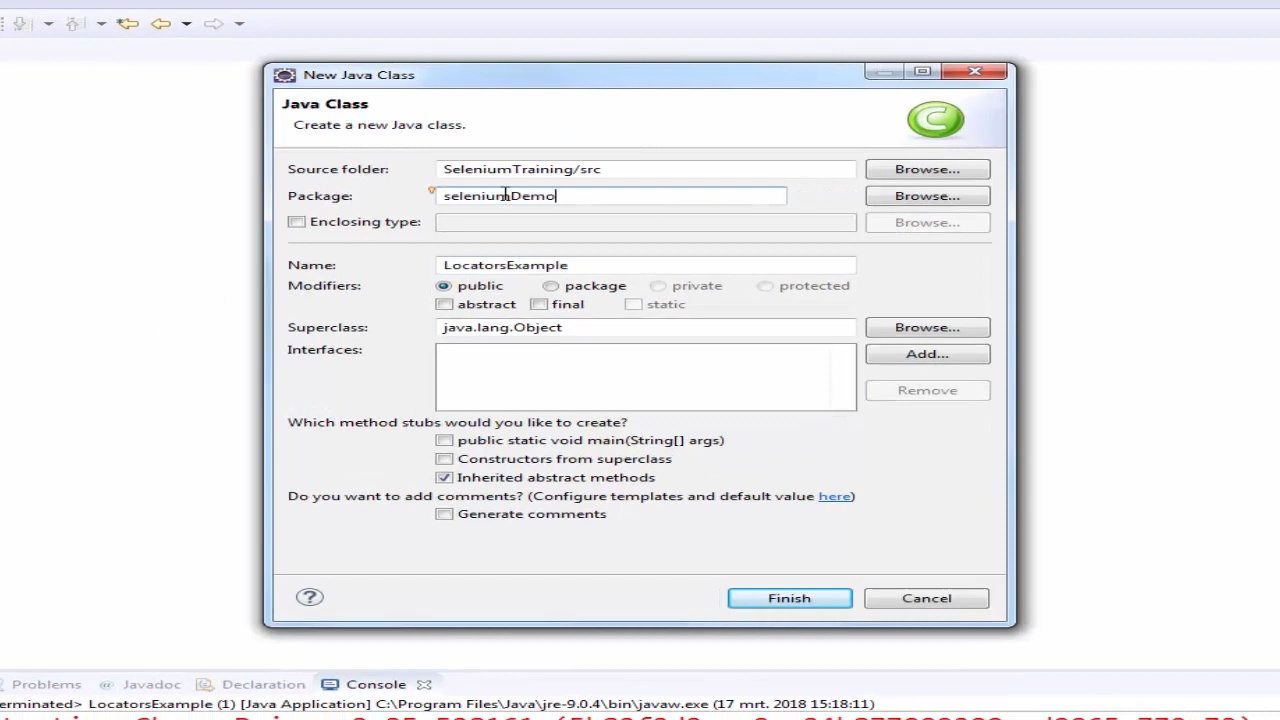 New Java Class
Java Class
Create a new Java class.
Source folder: SeleniumTraining/src Browse...
Package: seleniumDemo Browse...
Enclosing type: Browse...
Name: LocatorsExample
Modifiers: public package private protected
abstract final static
Superclass: java.lang.Object Browse...
Interfaces: Add...
Remove
Which method stubs would you like to create?
public static void main(String[] args)
Constructors from superclass
Inherited abstract methods
Do you want to add comments? (Configure templates and default value here)
Generate comments
? Finish Cancel
Problems @ Javadoc Declaration Console
erminated> LocatorsExample (1) [Java Application] C:\Program Files\Java\jre-9.0.4\bin\javaw.exe (17 mrt. 2018 15:18:11)